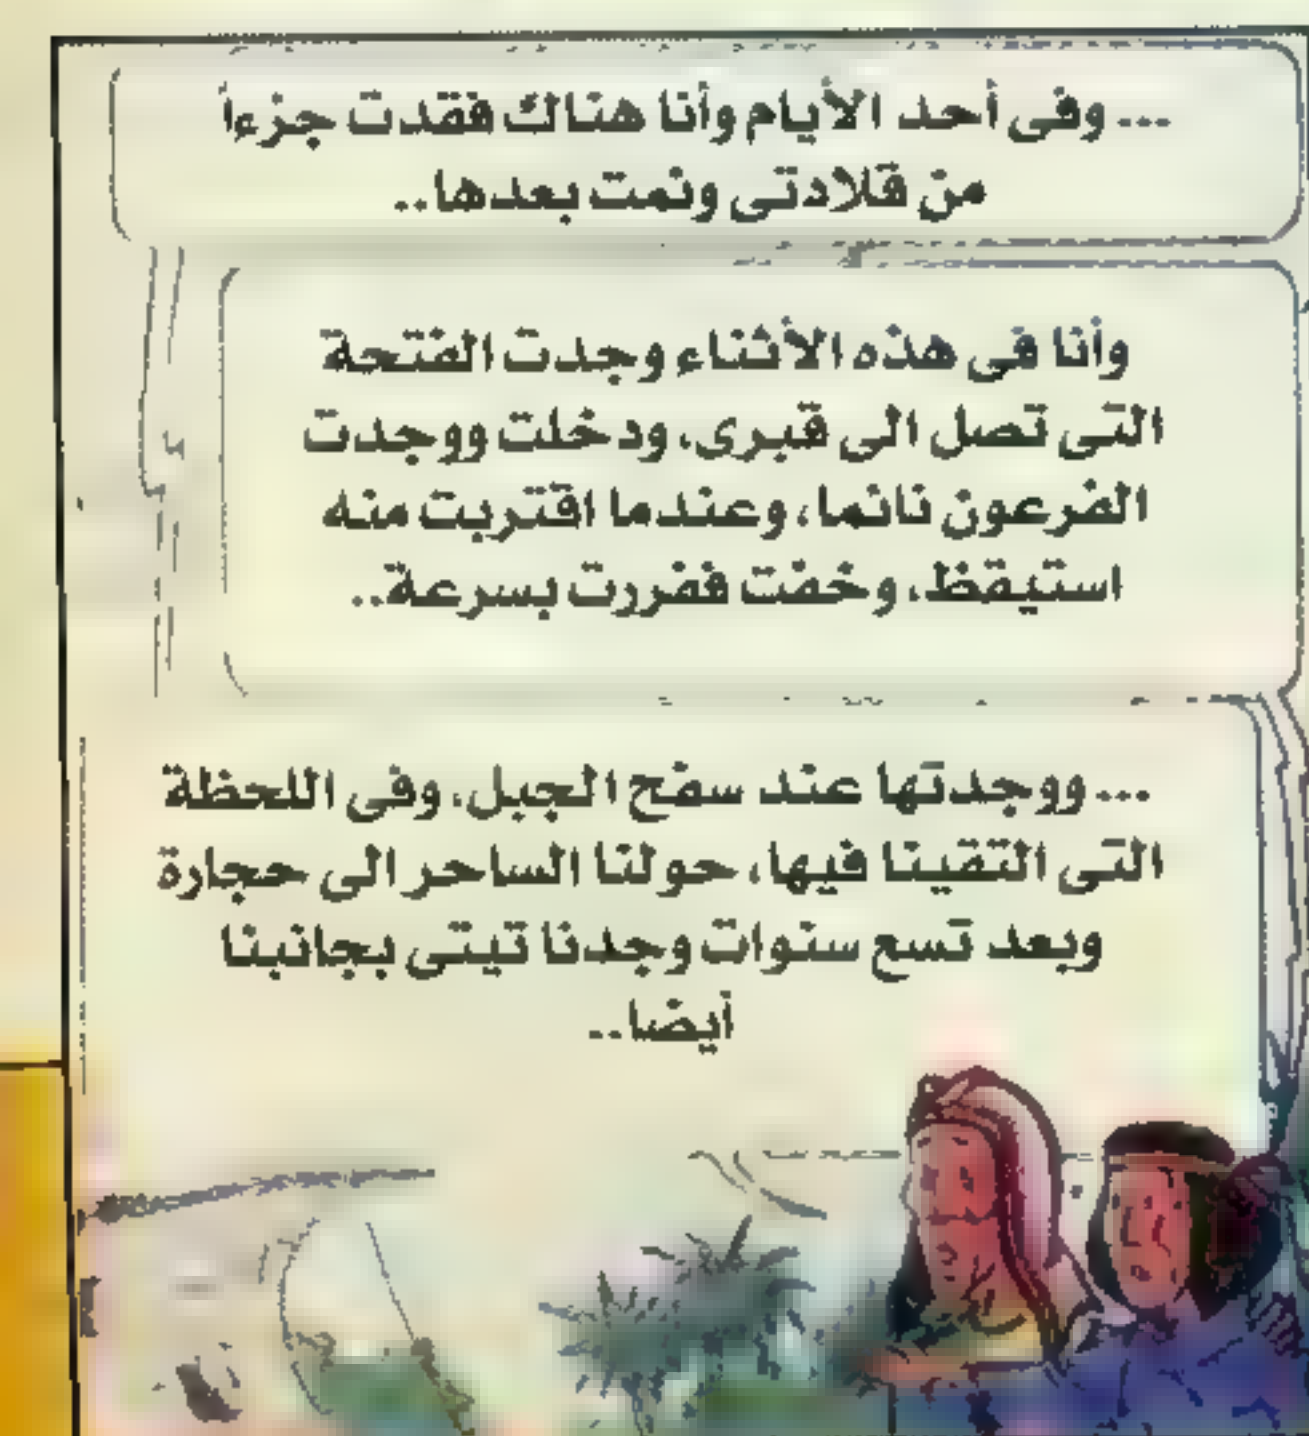 ... وفى أحد الأيام وأنا هناك فقدت جزءاً
من قلادتى ونمت بعدها..
وأنا فى هذه الأثناء وجدت الفتحة
التى تصل الى قبرى، ودخلت ووجدت
الفرعون نائما، وعندما اقتربت منه
استيقظ، وخفت ففررت بسرعة..
... ووجدتها عند سفح الجبل، وفى اللحظة
التى التقينا فيها، حولنا الساحر الى حجارة
وبعد تسع سنوات وجدنا تيتى بجانبنا
أيضا..